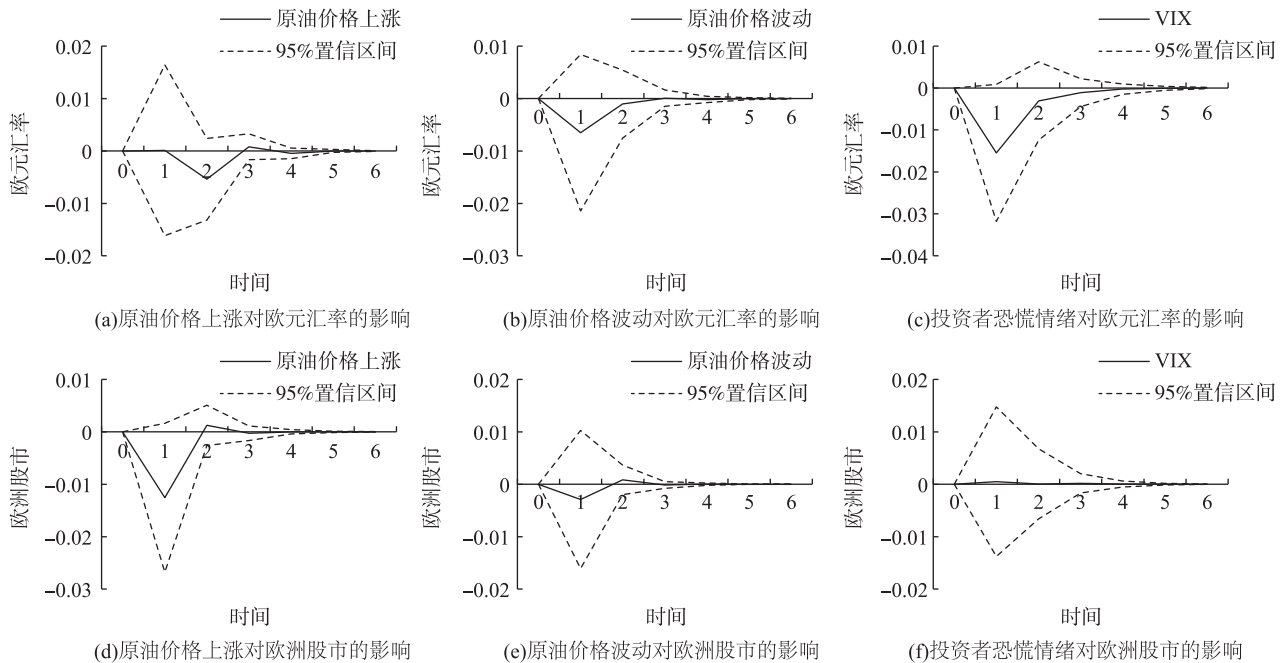 原油价格上涨
95%置信区间
0.02
0.01
0
−0.01
−0.02
欧元汇率
0 1 2 3 4 5 6
时间
(a)原油价格上涨对欧元汇率的影响
原油价格波动
95%置信区间
0.01
0
−0.01
−0.02
−0.03
欧元汇率
0 1 2 3 4 5 6
时间
(b)原油价格波动对欧元汇率的影响
VIX
95%置信区间
0.01
0
−0.01
−0.02
−0.03
−0.04
欧元汇率
0 1 2 3 4 5 6
时间
(c)投资者恐慌情绪对欧元汇率的影响
原油价格上涨
95%置信区间
0.01
0
−0.01
−0.02
−0.03
欧洲股市
0 1 2 3 4 5 6
时间
(d)原油价格上涨对欧洲股市的影响
原油价格波动
95%置信区间
0.02
0.01
0
−0.01
−0.02
欧洲股市
0 1 2 3 4 5 6
时间
(e)原油价格波动对欧洲股市的影响
VIX
95%置信区间
0.02
0.01
0
−0.01
−0.02
欧洲股市
0 1 2 3 4 5 6
时间
(f)投资者恐慌情绪对欧洲股市的影响